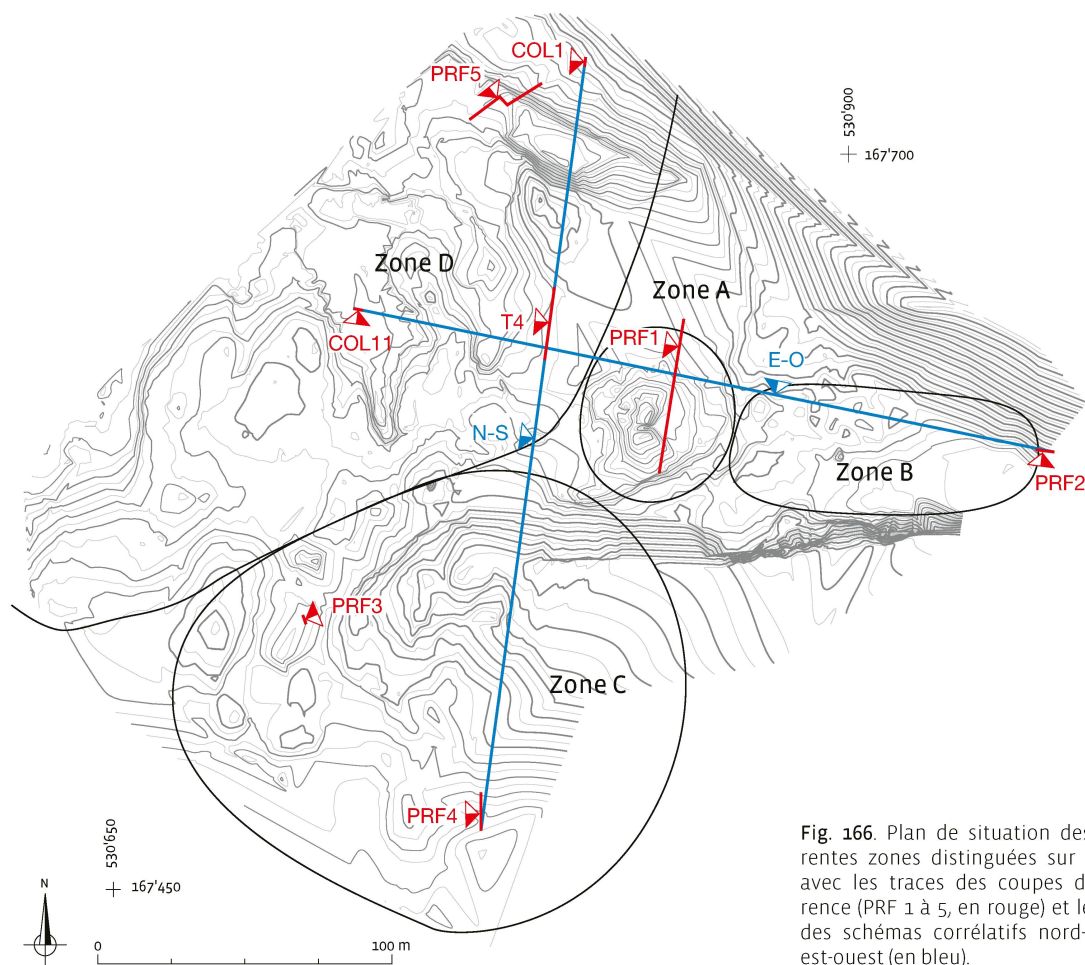 COL1
PRF5
530'900
167'700
Zone D
Zone A
T4
PRF1
COL11
E-O
N-S
Zone B
PRF2
PRF3
Zone C
PRF4
530'650
167'450
N
0 100 m
Fig. 166. Plan de situation des
rentes zones distinguées sur
avec les traces des coupes d
rence (PRF 1 à 5, en rouge) et le
des schémas corrélatifs nord-
est-ouest (en bleu).